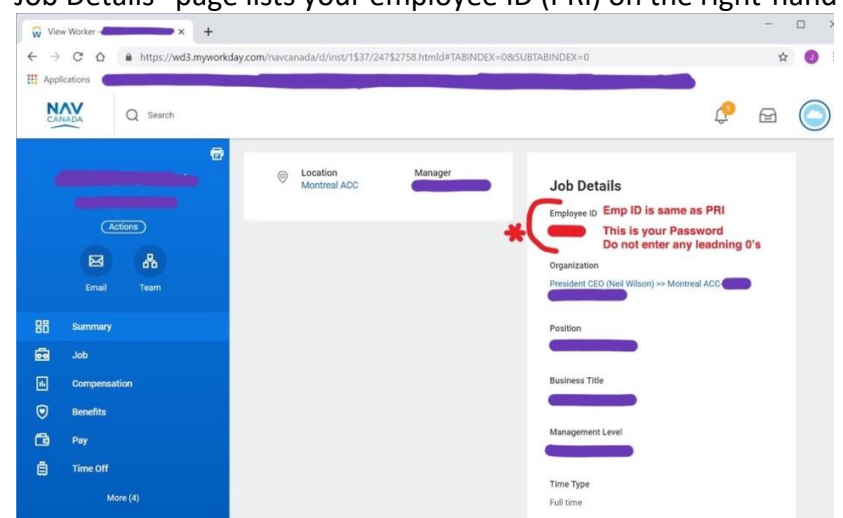 Job Details" page lists your employee ID (PRI) on the right-hand
View Worker -
https://wd3.myworkday.com/navcanada/d/inst/1$37/247$2758.htmld#TABINDEX=0&SUBTABINDEX=0
J
Applications
NAV
CANADA
Search
1
Location
Montreal ACC
Manager
Actions
Email
Team
Summary
Job
Compensation
Benefits
Pay
Time Off
More (4)
Job Details
Employee ID
Emp ID is same as PRI
* This is your Password
Do not enter any leadning 0's
Organization
President CEO (Neil Wilson) >> Montreal ACC-
Position
Business Title
Management Level
Time Type
Full time